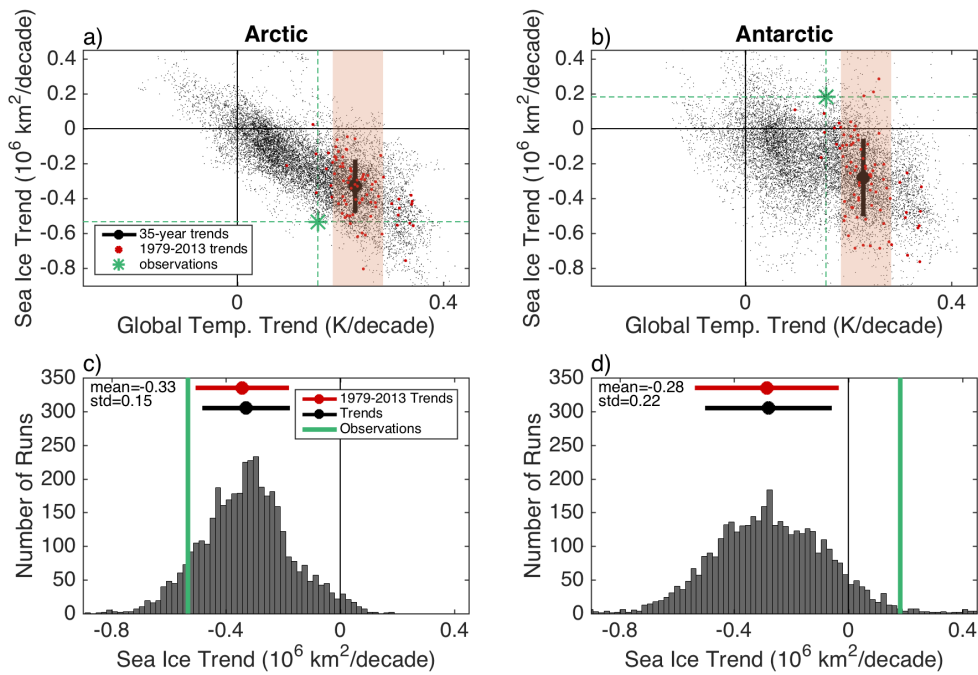 a)
Arctic
b)
Antarctic
Sea Ice Trend (10⁶ km²/decade)
0.4
0.2
0
-0.2
-0.4
-0.6
-0.8
35-year trends
1979-2013 trends
observations
0
0.2
0.4
Global Temp. Trend (K/decade)
Sea Ice Trend (10⁶ km²/decade)
0.4
0.2
0
-0.2
-0.4
-0.6
-0.8
0
0.2
0.4
Global Temp. Trend (K/decade)
c)
Number of Runs
350
300
250
200
150
100
50
0
mean=-0.33
std=0.15
1979-2013 Trends
Trends
Observations
-0.8
-0.4
0
0.4
Sea Ice Trend (10⁶ km²/decade)
d)
Number of Runs
350
300
250
200
150
100
50
0
mean=-0.28
std=0.22
-0.8
-0.4
0
0.4
Sea Ice Trend (10⁶ km²/decade)